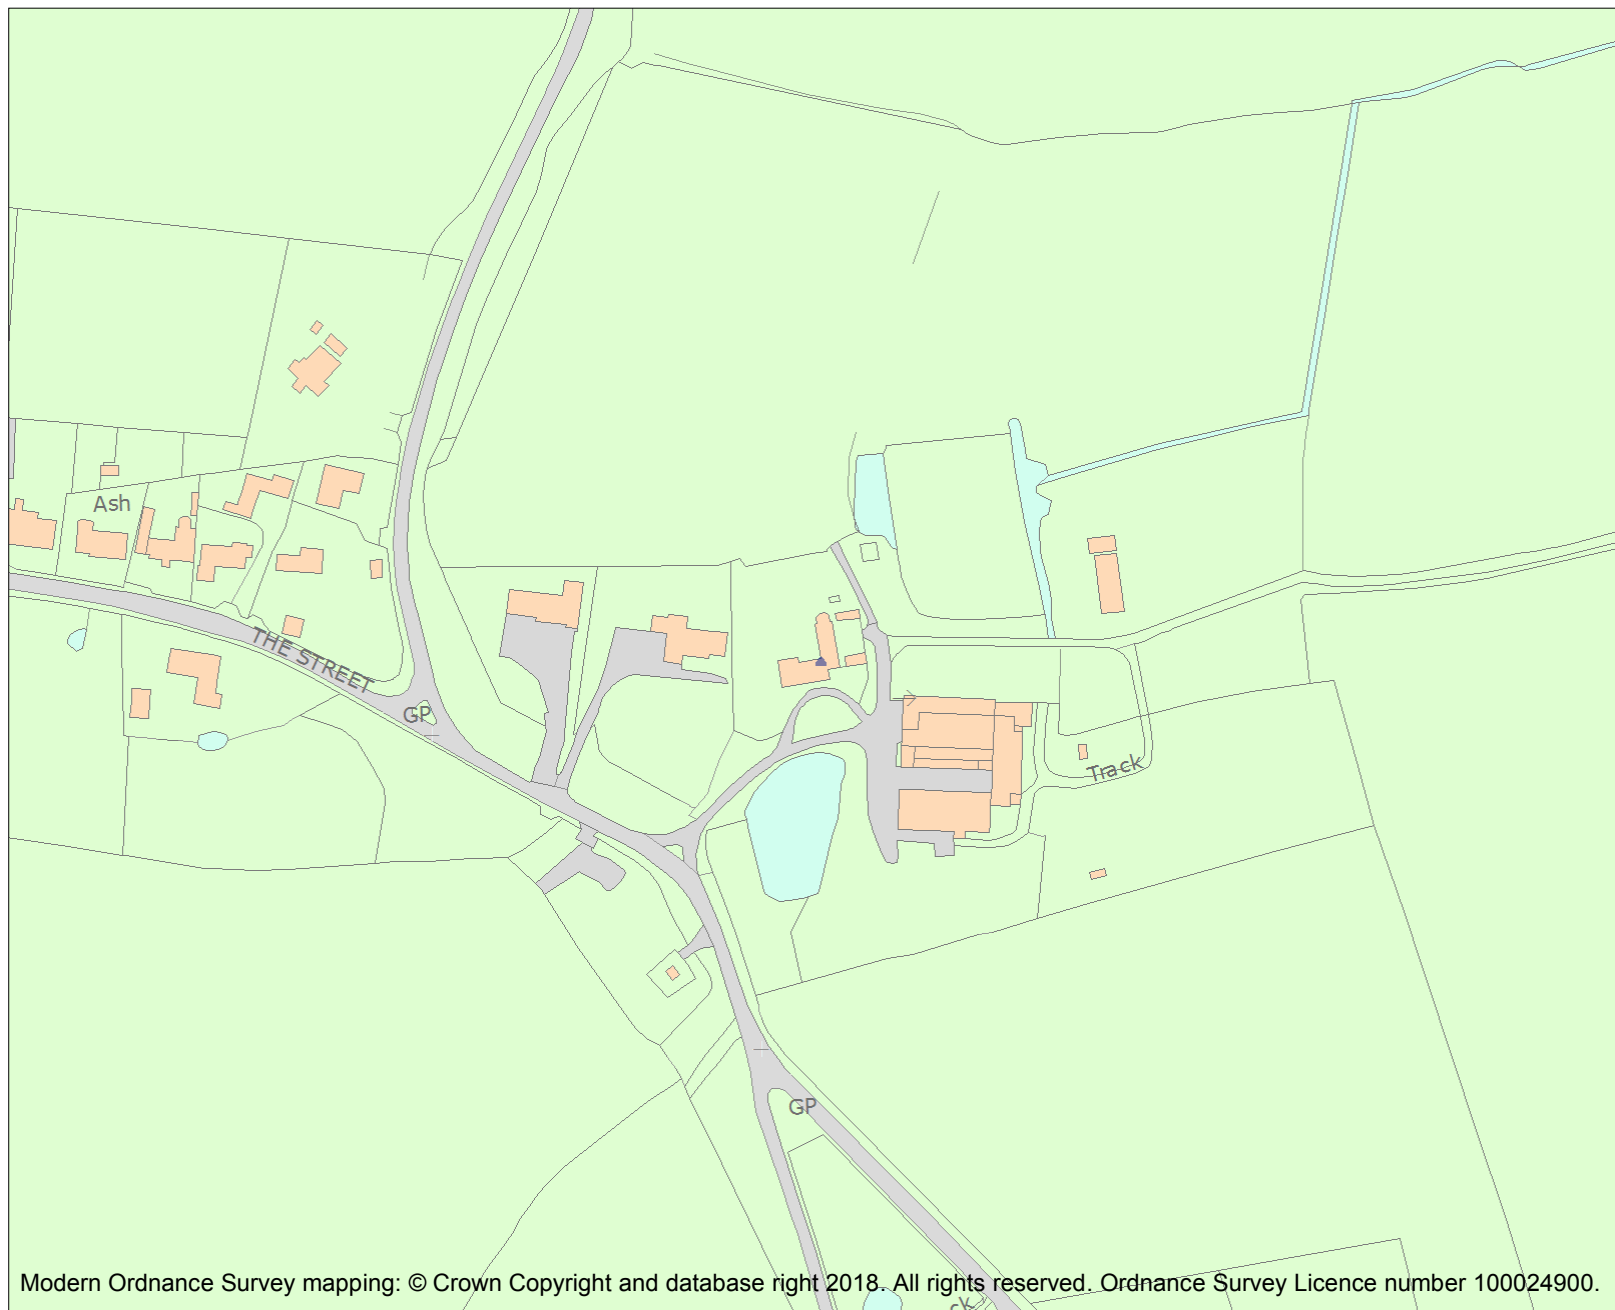 Ash
THE STREET
GP
Track
GP
ck
Modern Ordnance Survey mapping: © Crown Copyright and database right 2018. All rights reserved. Ordnance Survey Licence number 100024900.